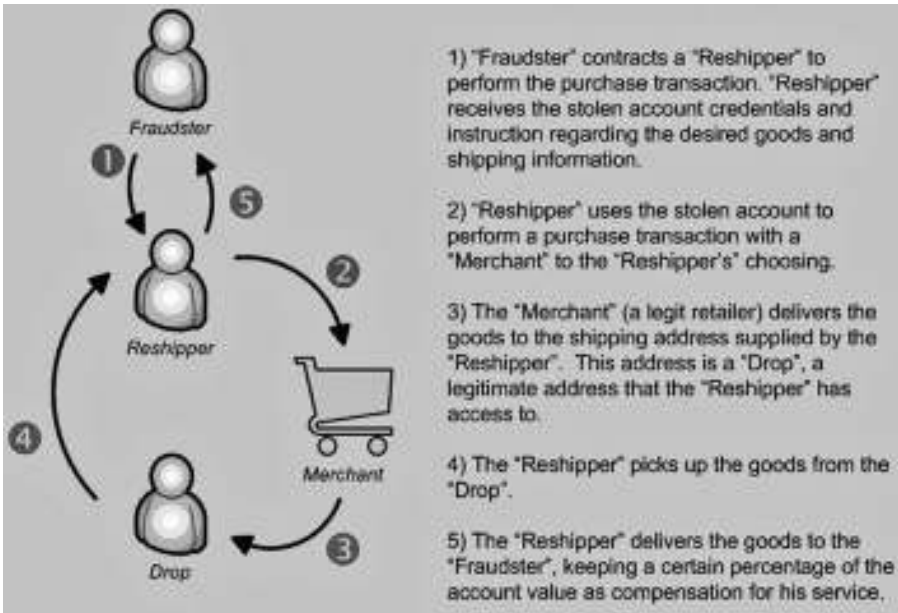 Fraudster
1
5
Reshipper
2
4
Merchant
3
Drop
1) "Fraudster" contracts a "Reshipper" to
perform the purchase transaction. "Reshipper"
receives the stolen account credentials and
instruction regarding the desired goods and
shipping information.
2) "Reshipper" uses the stolen account to
perform a purchase transaction with a
"Merchant" to the "Reshipper's" choosing.
3) The "Merchant" (a legit retailer) delivers the
goods to the shipping address supplied by the
"Reshipper". This address is a "Drop", a
legitimate address that the "Reshipper" has
access to.
4) The "Reshipper" picks up the goods from the
"Drop".
5) The "Reshipper" delivers the goods to the
"Fraudster", keeping a certain percentage of the
account value as compensation for his service.